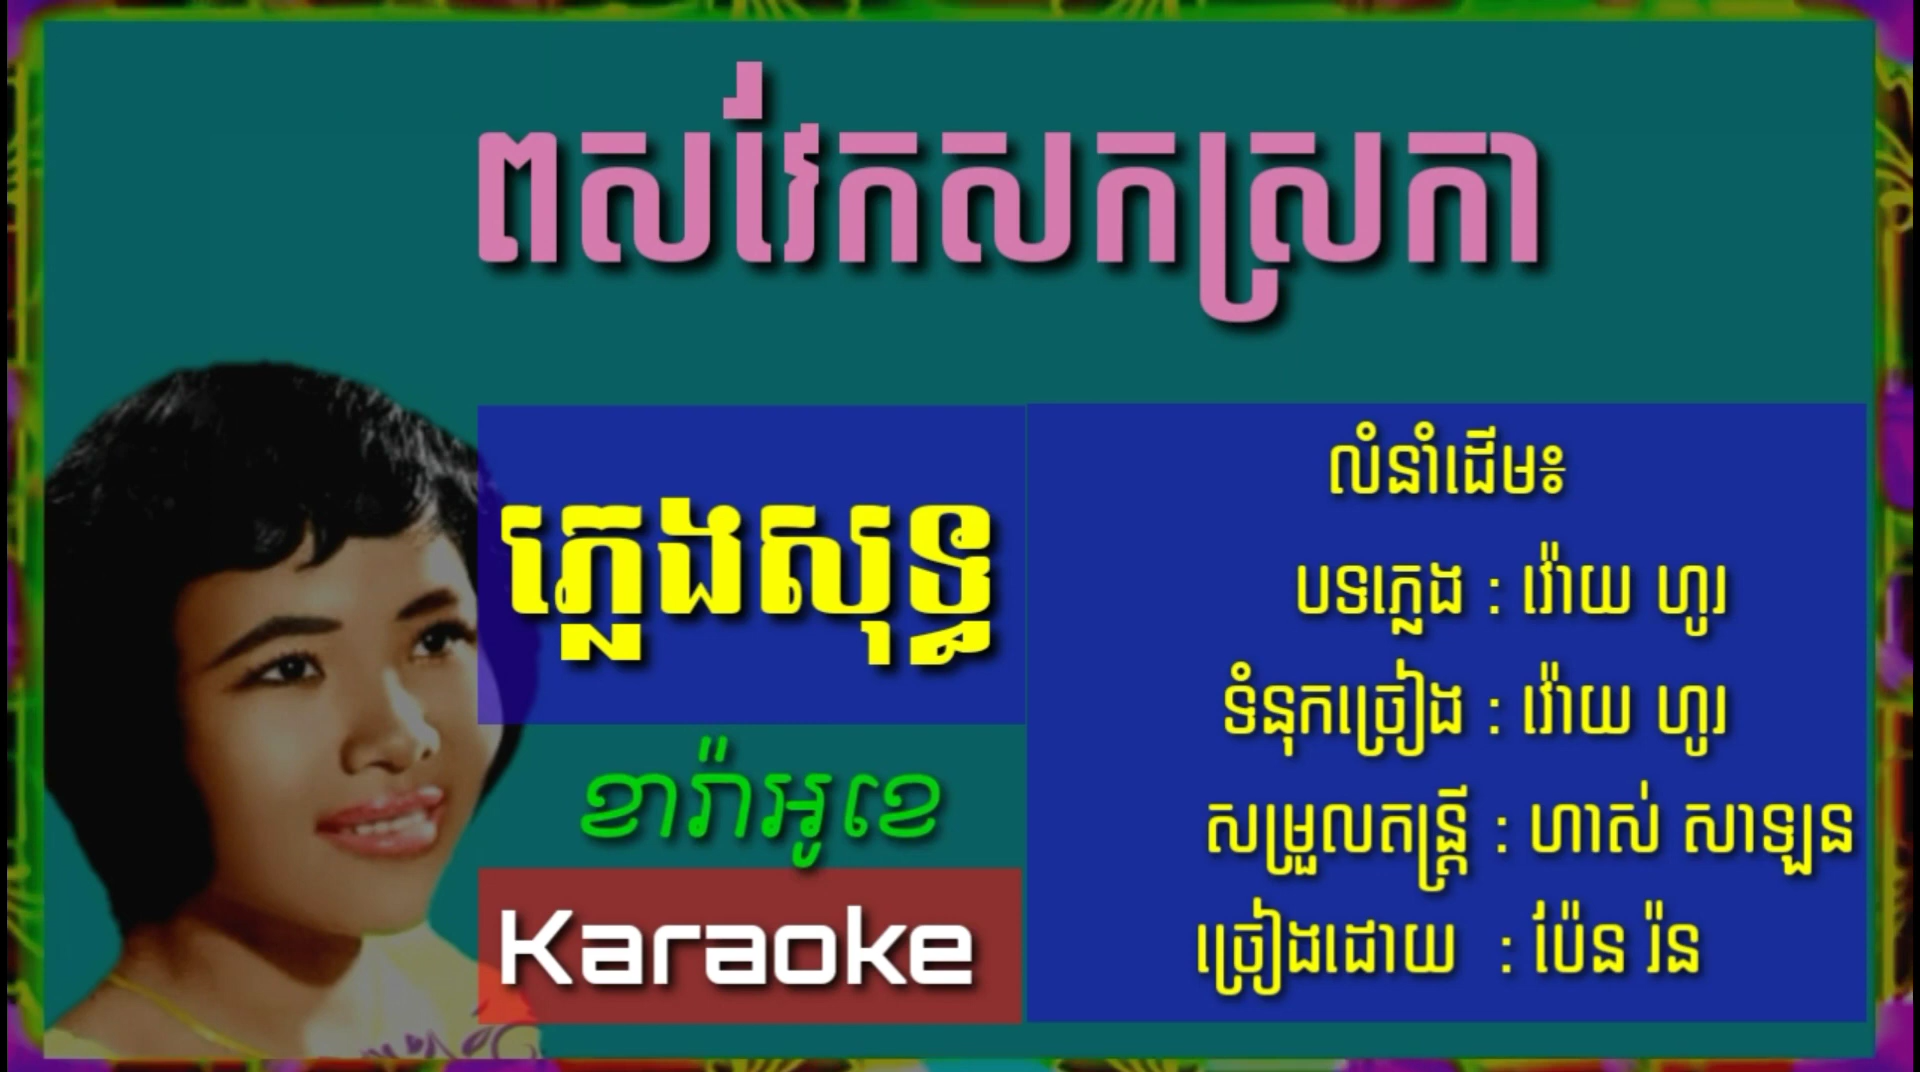 ពស់វែកសកស្រកា
លំនាំដើម៖
ភ្លេងសុទ្ធ
បទភ្លេង : វ៉ោយ ហូរ
ទំនុកច្រៀង : វ៉ោយ ហូរ
ខារ៉ាអូខេ
សម្រួលតន្ត្រី : ហាស់ សាឡន
Karaoke
ច្រៀងដោយ : ប៉ែន រ៉ន